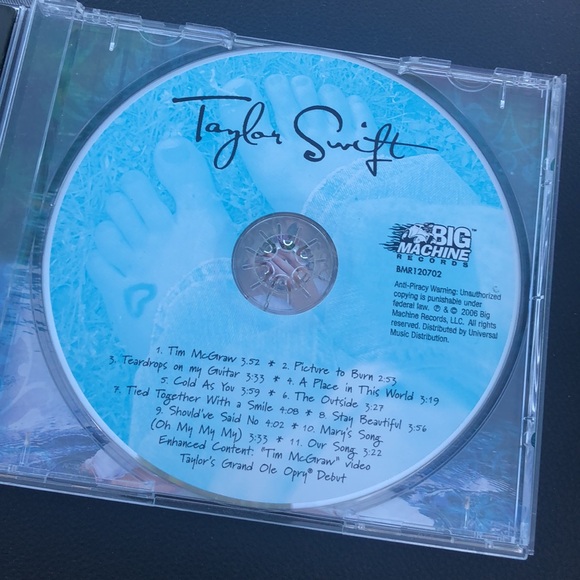 Taylor Swift
BIG
MACHINE™
RECORDS
BMR120702
Anti-Piracy Warning: Unauthorized
copying is punishable under
federal law. ℗ & © 2006 Big
Machine Records, LLC. All rights
reserved. Distributed by Universal
Music Distribution.
?
1. Tim McGraw 3:52 * 2. Picture to Burn 2:53
3. Teardrops on my Guitar 3:33 * 4. A Place in This World 3:19
5. Cold As You 3:59 * 6. The Outside 3:27
7. Tied Together With a Smile 4:08 * 8. Stay Beautiful 3:56
9. Should've Said No 4:02 * 10. Mary's Song
(Oh My My My) 3:33 * 11. Our Song 3:22
Enhanced Content: "Tim McGraw" video
Taylor's Grand Ole Opry® Debut